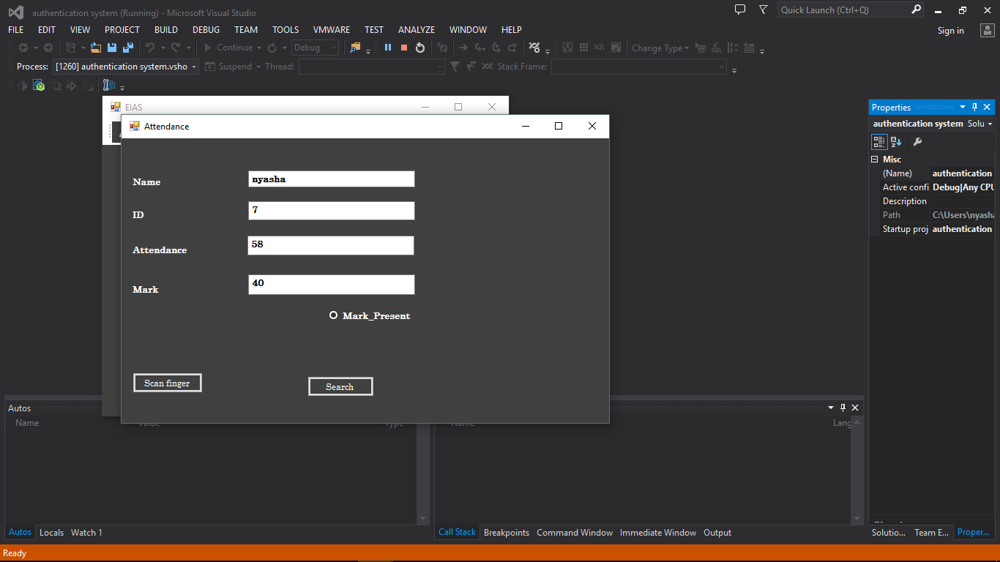 authentication system (Running) - Microsoft Visual Studio
Quick Launch (Ctrl+Q)
FILE EDIT VIEW PROJECT BUILD DEBUG TEAM TOOLS VMWARE TEST ANALYZE WINDOW HELP
Sign in
Continue Debug SQL Change Type SQL
Process: [1260] authentication system.vsho Suspend Thread: Stack Frame:
EIAS
Attendance
Name nyasha
ID 7
Attendance 58
Mark 40
Mark_Present
Scan finger Search
Properties
authentication system Solu
Misc
(Name) authentication
Active confi Debug|Any CPU
Description
Path C:\Users\nyasha
Startup proj authentication
Autos
Name Value Type
Name Lang
Autos Locals Watch 1
Call Stack Breakpoints Command Window Immediate Window Output
Solutio... Team E... Proper...
Ready